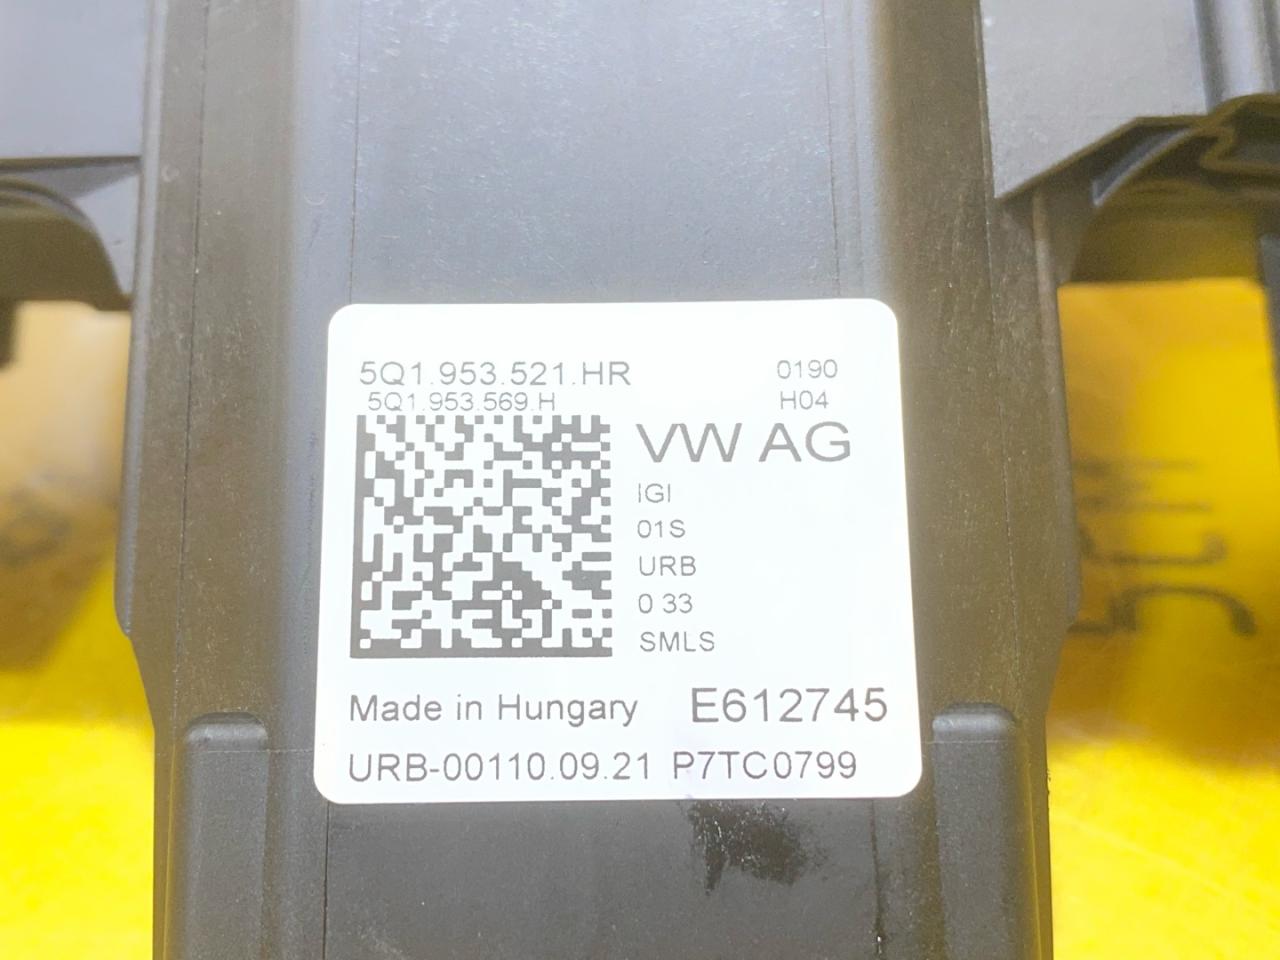 5Q1.953.521.HR 0190
5Q1.953.569.H H04
VW AG
IGI
01S
URB
0 33
SMLS
Made in Hungary E612745
URB-00110.09.21 P7TC0799